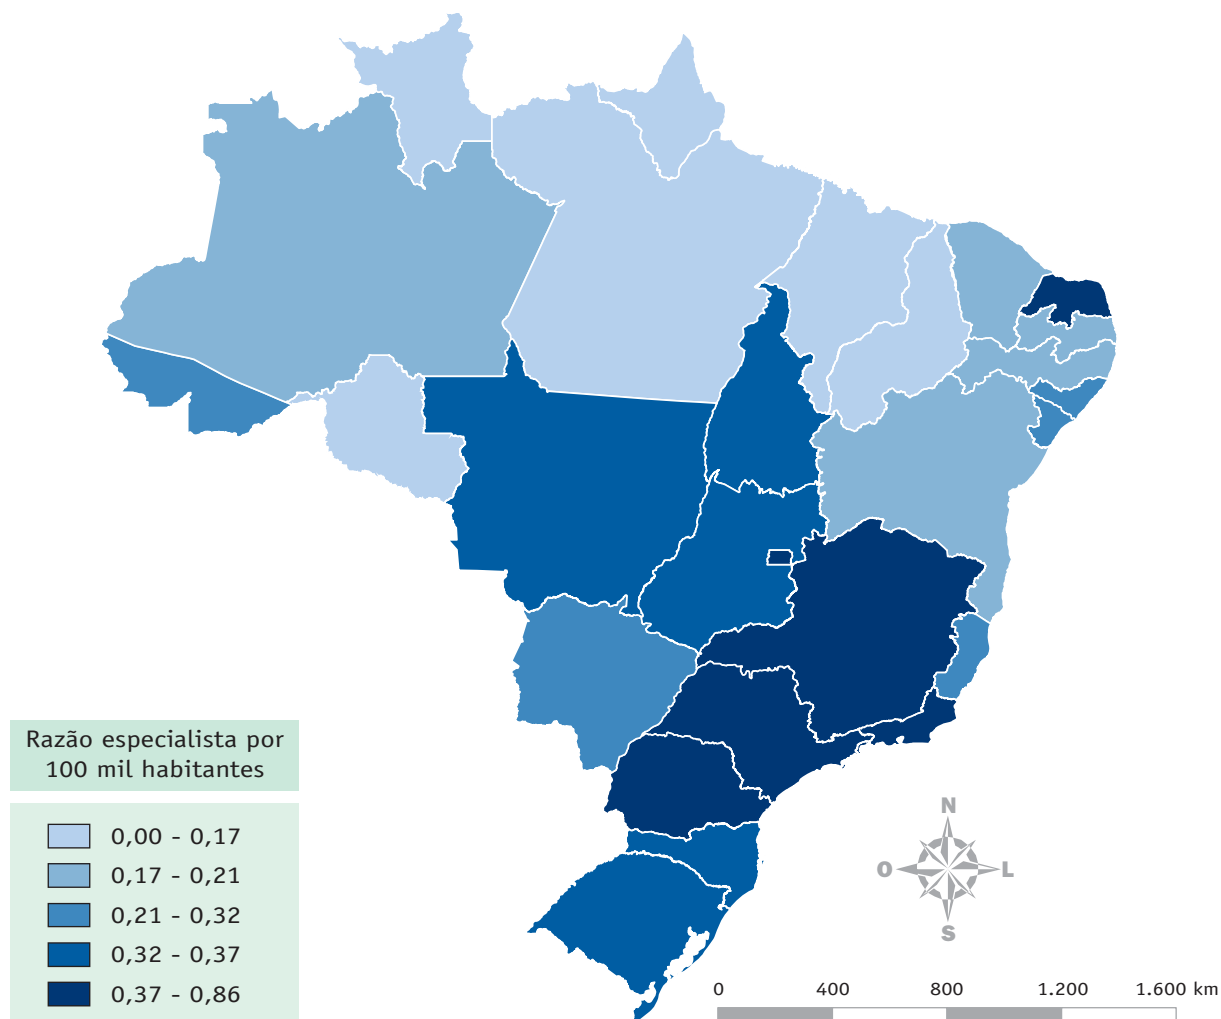 Razão especialista por
100 mil habitantes
0,00 - 0,17
0,17 - 0,21
0,21 - 0,32
0,32 - 0,37
0,37 - 0,86
N
O L
S
0 400 800 1.200 1.600 km